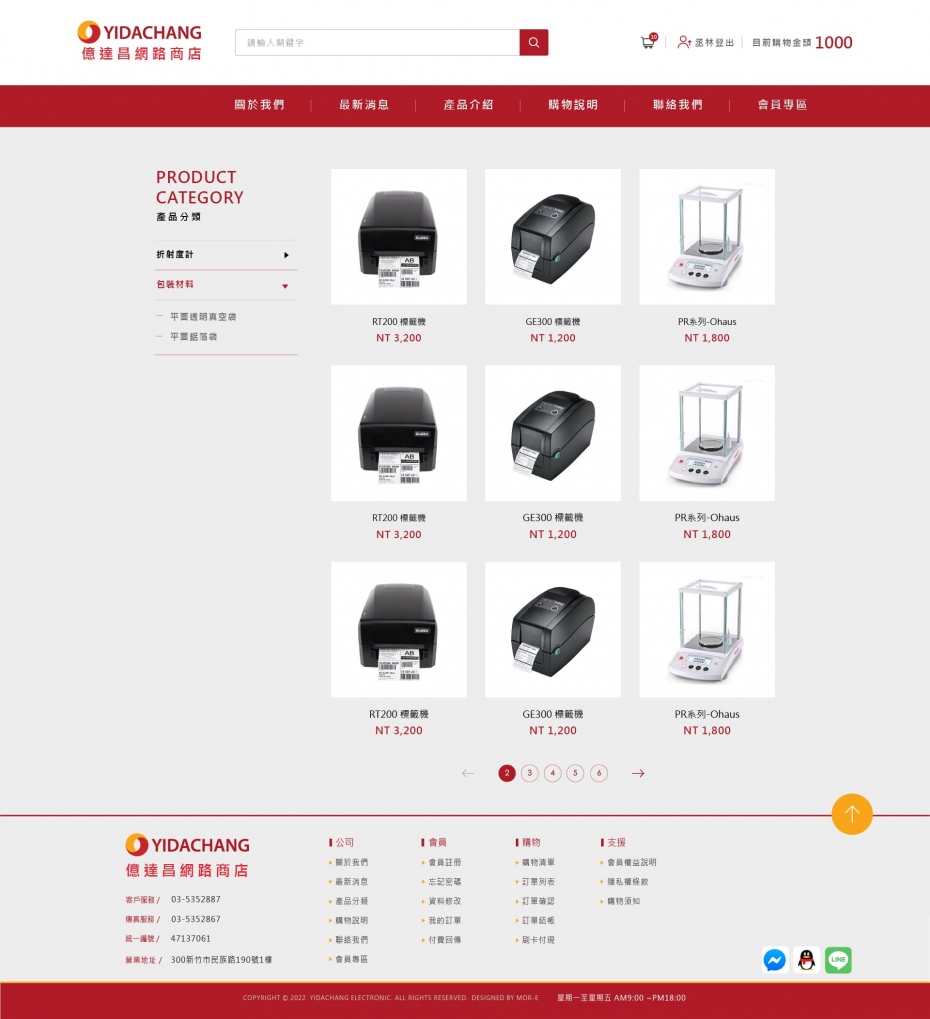 YIDACHANG
億達昌網路商店
請輸入關鍵字
10
丞林登出
目前購物金額 1000
關於我們
最新消息
產品介紹
購物說明
聯絡我們
會員專區
PRODUCT
CATEGORY
產品分類
折射度計
包裝材料
平面透明真空袋
平面鋁箔袋
RT200 標籤機
NT 3,200
GE300 標籤機
NT 1,200
PR系列-Ohaus
NT 1,800
RT200 標籤機
NT 3,200
GE300 標籤機
NT 1,200
PR系列-Ohaus
NT 1,800
RT200 標籤機
NT 3,200
GE300 標籤機
NT 1,200
PR系列-Ohaus
NT 1,800
2 3 4 5 6
YIDACHANG
億達昌網路商店
客戶服務 / 03-5352887
傳真服務 / 03-5352867
統一編號 / 47137061
營業地址 / 300新竹市民族路190號1樓
公司
關於我們
最新消息
產品分類
購物說明
聯絡我們
會員專區
會員
會員註冊
忘記密碼
資料修改
我的訂單
付費回傳
購物
購物清單
訂單列表
訂單確認
訂單結帳
刷卡付現
支援
會員權益說明
隱私權條款
購物須知
LINE
COPYRIGHT © 2022 YIDACHANG ELECTRONIC. ALL RIGHTS RESERVED. DESIGNED BY MOR-E
星期一至星期五 AM9:00 ~PM18:00